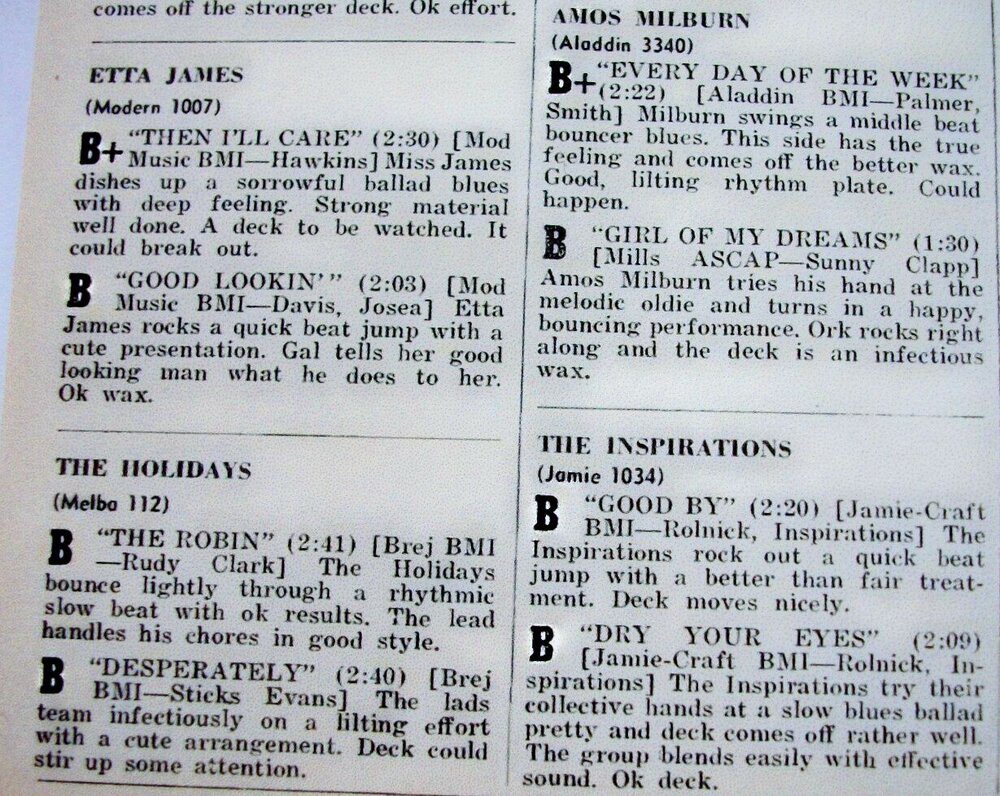 comes off the stronger deck. Ok effort.
ETTA JAMES
(Modern 1007)
B+ “THEN I'LL CARE” (2:30) [Mod
Music BMI—Hawkins] Miss James
dishes up a sorrowful ballad blues
with deep feeling. Strong material
well done. A deck to be watched. It
could break out.
B “GOOD LOOKIN'” (2:03) [Mod
Music BMI—Davis, Josea] Etta
James rocks a quick beat jump with a
cute presentation. Gal tells her good
looking man what he does to her.
Ok wax.
THE HOLIDAYS
(Melba 112)
B “THE ROBIN” (2:41) [Brej BMI
—Rudy Clark] The Holidays
bounce lightly through a rhythmic
slow beat with ok results. The lead
handles his chores in good style.
B “DESPERATELY” (2:40) [Brej
BMI—Sticks Evans] The lads
team infectiously on a lilting effort
with a cute arrangement. Deck could
stir up some attention.
AMOS MILBURN
(Aladdin 3340)
B+ “EVERY DAY OF THE WEEK”
(2:22) [Aladdin BMI—Palmer,
Smith] Milburn swings a middle beat
bouncer blues. This side has the true
feeling and comes off the better wax.
Good, lilting rhythm plate. Could
happen.
B “GIRL OF MY DREAMS” (1:30)
[Mills ASCAP—Sunny Clapp]
Amos Milburn tries his hand at the
melodic oldie and turns in a happy,
bouncing performance. Ork rocks right
along and the deck is an infectious
wax.
THE INSPIRATIONS
(Jamie 1034)
B “GOOD BY” (2:20) [Jamie-Craft
BMI—Rolnick, Inspirations] The
Inspirations rock out a quick beat
jump with a better than fair treat-
ment. Deck moves nicely.
B “DRY YOUR EYES” (2:09)
[Jamie-Craft BMI—Rolnick, In-
spirations] The Inspirations try their
collective hands at a slow blues ballad
pretty and deck comes off rather well.
The group blends easily with effective
sound. Ok deck.